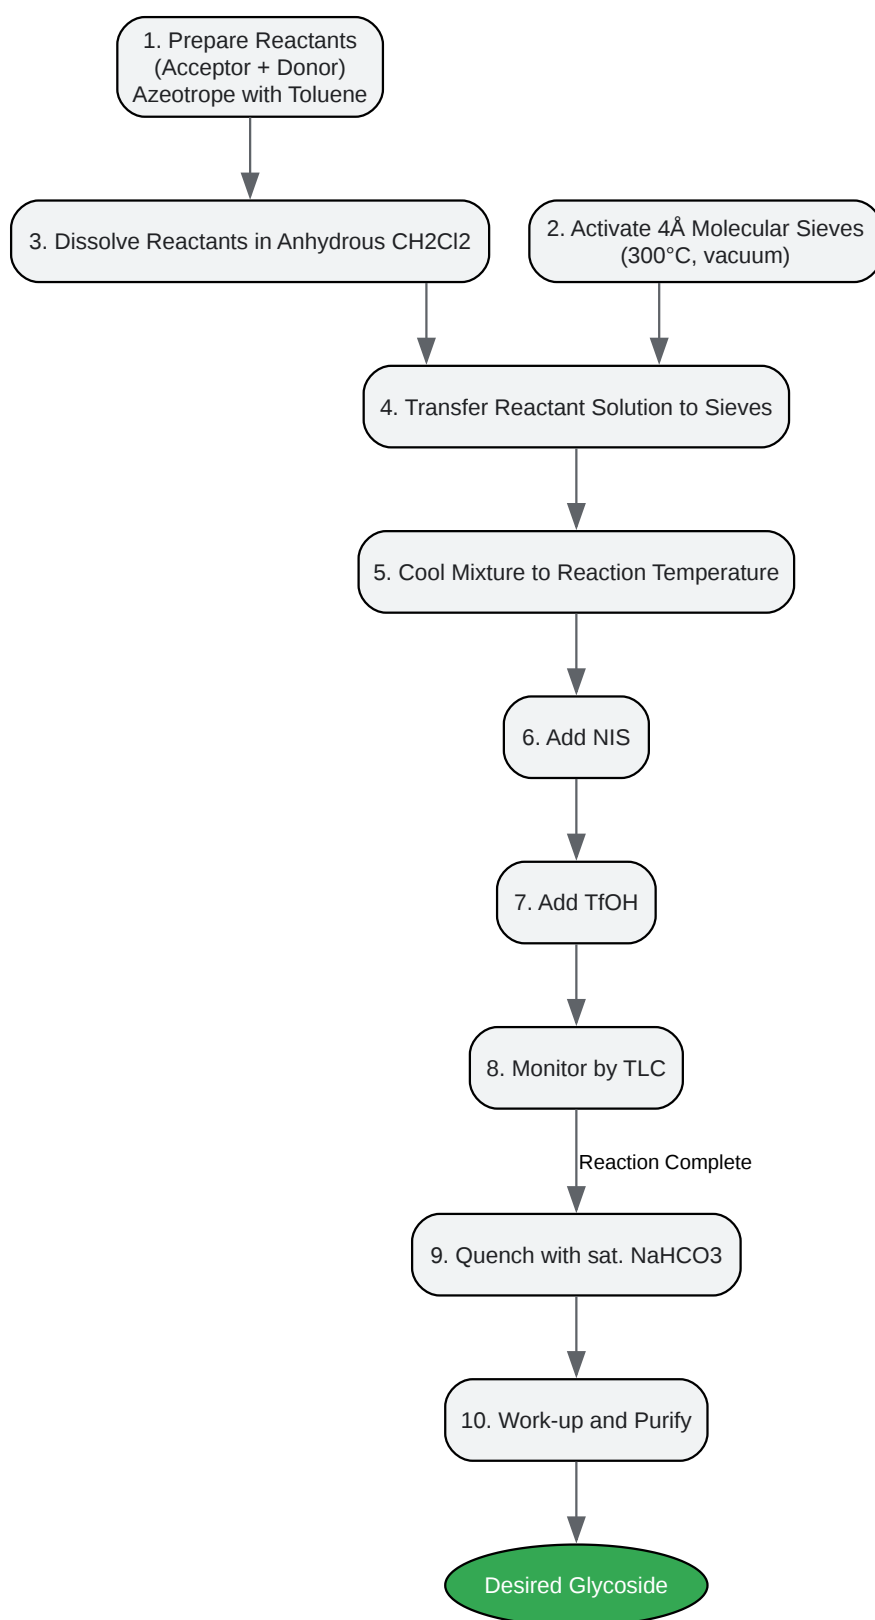 1. Prepare Reactants
(Acceptor + Donor)
Azeotrope with Toluene
3. Dissolve Reactants in Anhydrous CH2Cl2
2. Activate 4Å Molecular Sieves
(300°C, vacuum)
4. Transfer Reactant Solution to Sieves
5. Cool Mixture to Reaction Temperature
6. Add NIS
7. Add TfOH
8. Monitor by TLC
Reaction Complete
9. Quench with sat. NaHCO3
10. Work-up and Purify
Desired Glycoside